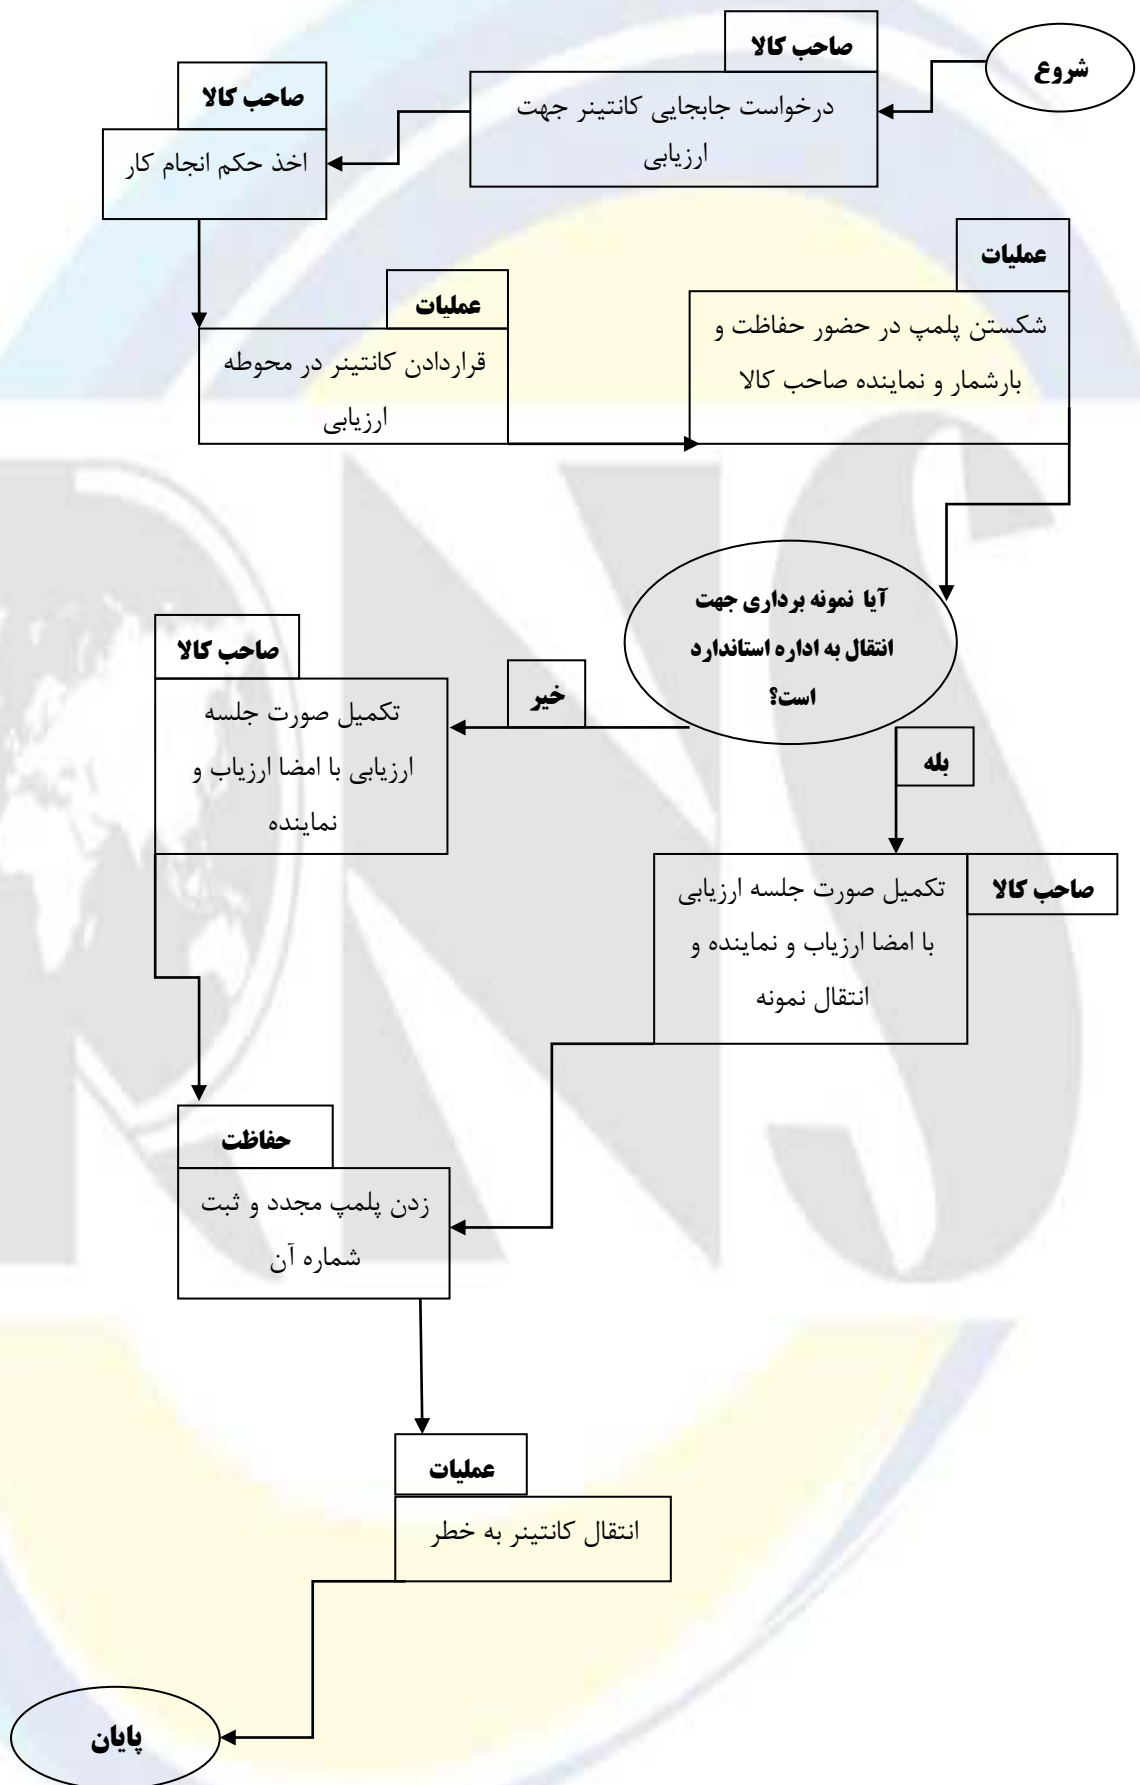 شروع
صاحب کالا
درخواست جابجایی کانتینر جهت
ارزیابی
صاحب کالا
اخذ حکم انجام کار
عملیات
قراردادن کانتینر در محوطه
ارزیابی
عملیات
شکستن پلمپ در حضور حفاظت و
بارشمار و نماینده صاحب کالا
آیا نمونه برداری جهت
انتقال به اداره استاندارد
است؟
خیر
صاحب کالا
تکمیل صورت جلسه
ارزیابی با امضا ارزیاب و
نماینده
بله
صاحب کالا
تکمیل صورت جلسه ارزیابی
با امضا ارزیاب و نماینده و
انتقال نمونه
حفاظت
زدن پلمپ مجدد و ثبت
شماره آن
عملیات
انتقال کانتینر به خطر
پایان